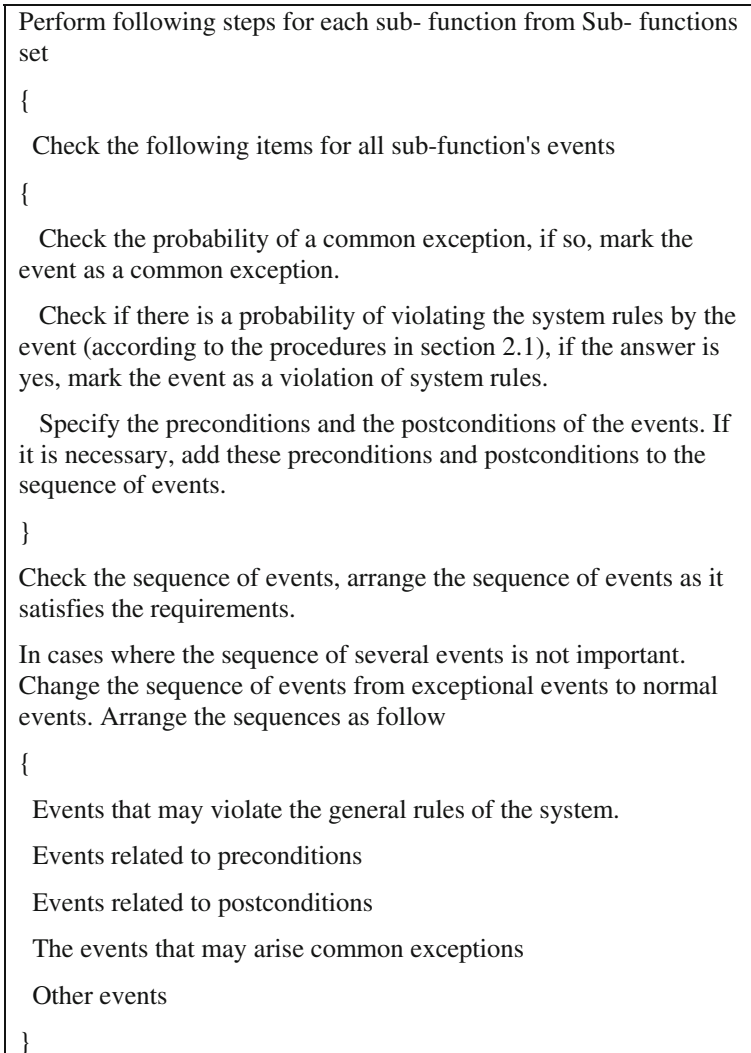 Perform following steps for each sub- function from Sub- functions
set
{
Check the following items for all sub-function's events
{
Check the probability of a common exception, if so, mark the
event as a common exception.
Check if there is a probability of violating the system rules by the
event (according to the procedures in section 2.1), if the answer is
yes, mark the event as a violation of system rules.
Specify the preconditions and the postconditions of the events. If
it is necessary, add these preconditions and postconditions to the
sequence of events.
}
Check the sequence of events, arrange the sequence of events as it
satisfies the requirements.
In cases where the sequence of several events is not important.
Change the sequence of events from exceptional events to normal
events. Arrange the sequences as follow
{
Events that may violate the general rules of the system.
Events related to preconditions
Events related to postconditions
The events that may arise common exceptions
Other events
}